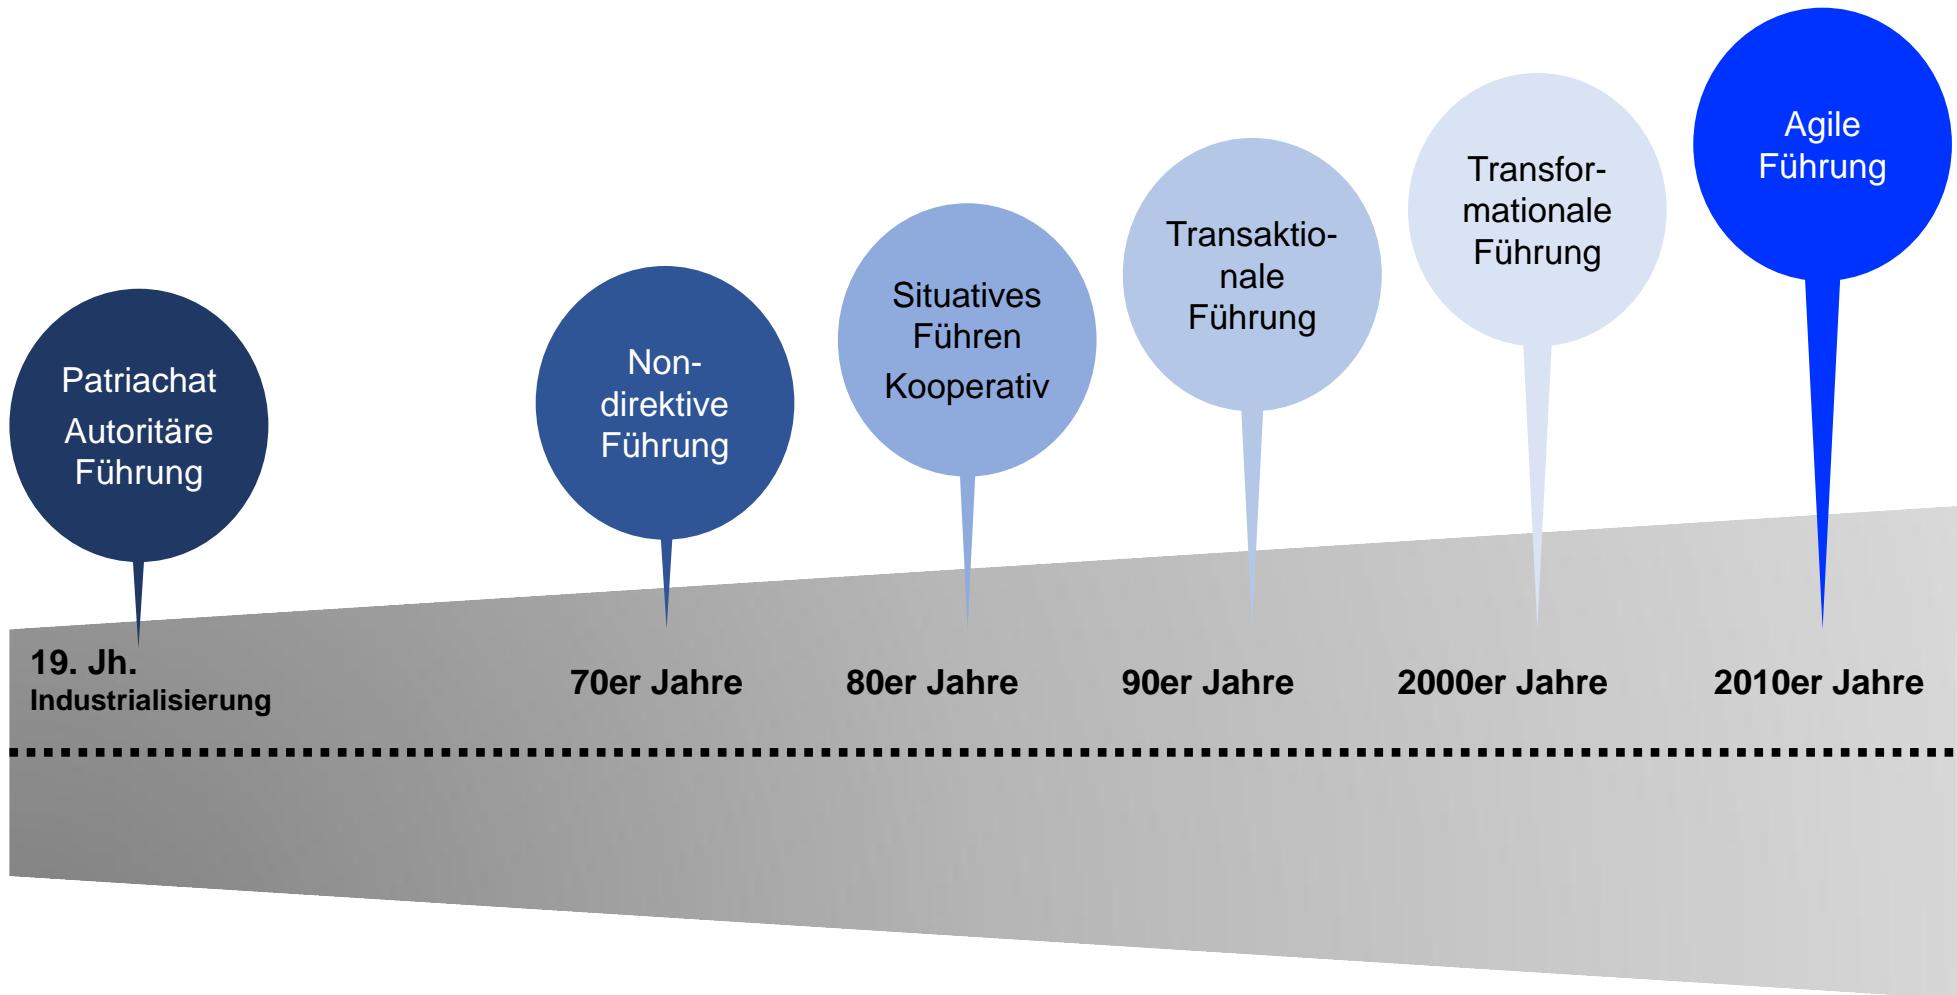 Patriachat
Autoritäre
Führung
Non-
direktive
Führung
Situatives
Führen
Kooperativ
Transaktio-
nale
Führung
Transfor-
mationale
Führung
Agile
Führung
19. Jh.
Industrialisierung
70er Jahre
80er Jahre
90er Jahre
2000er Jahre
2010er Jahre